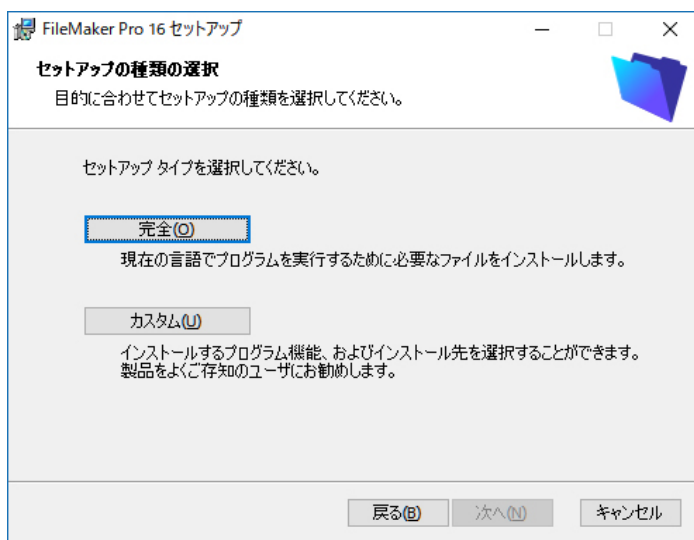 FileMaker Pro 16 セットアップ
セットアップの種類の選択
目的に合わせてセットアップの種類を選択してください。
セットアップ タイプを選択してください。
完全(O)
現在の言語でプログラムを実行するために必要なファイルをインストールします。
カスタム(U)
インストールするプログラム機能、およびインストール先を選択することができます。
製品をよくご存知のユーザにお勧めします。
戻る(B)
次へ(N)
キャンセル